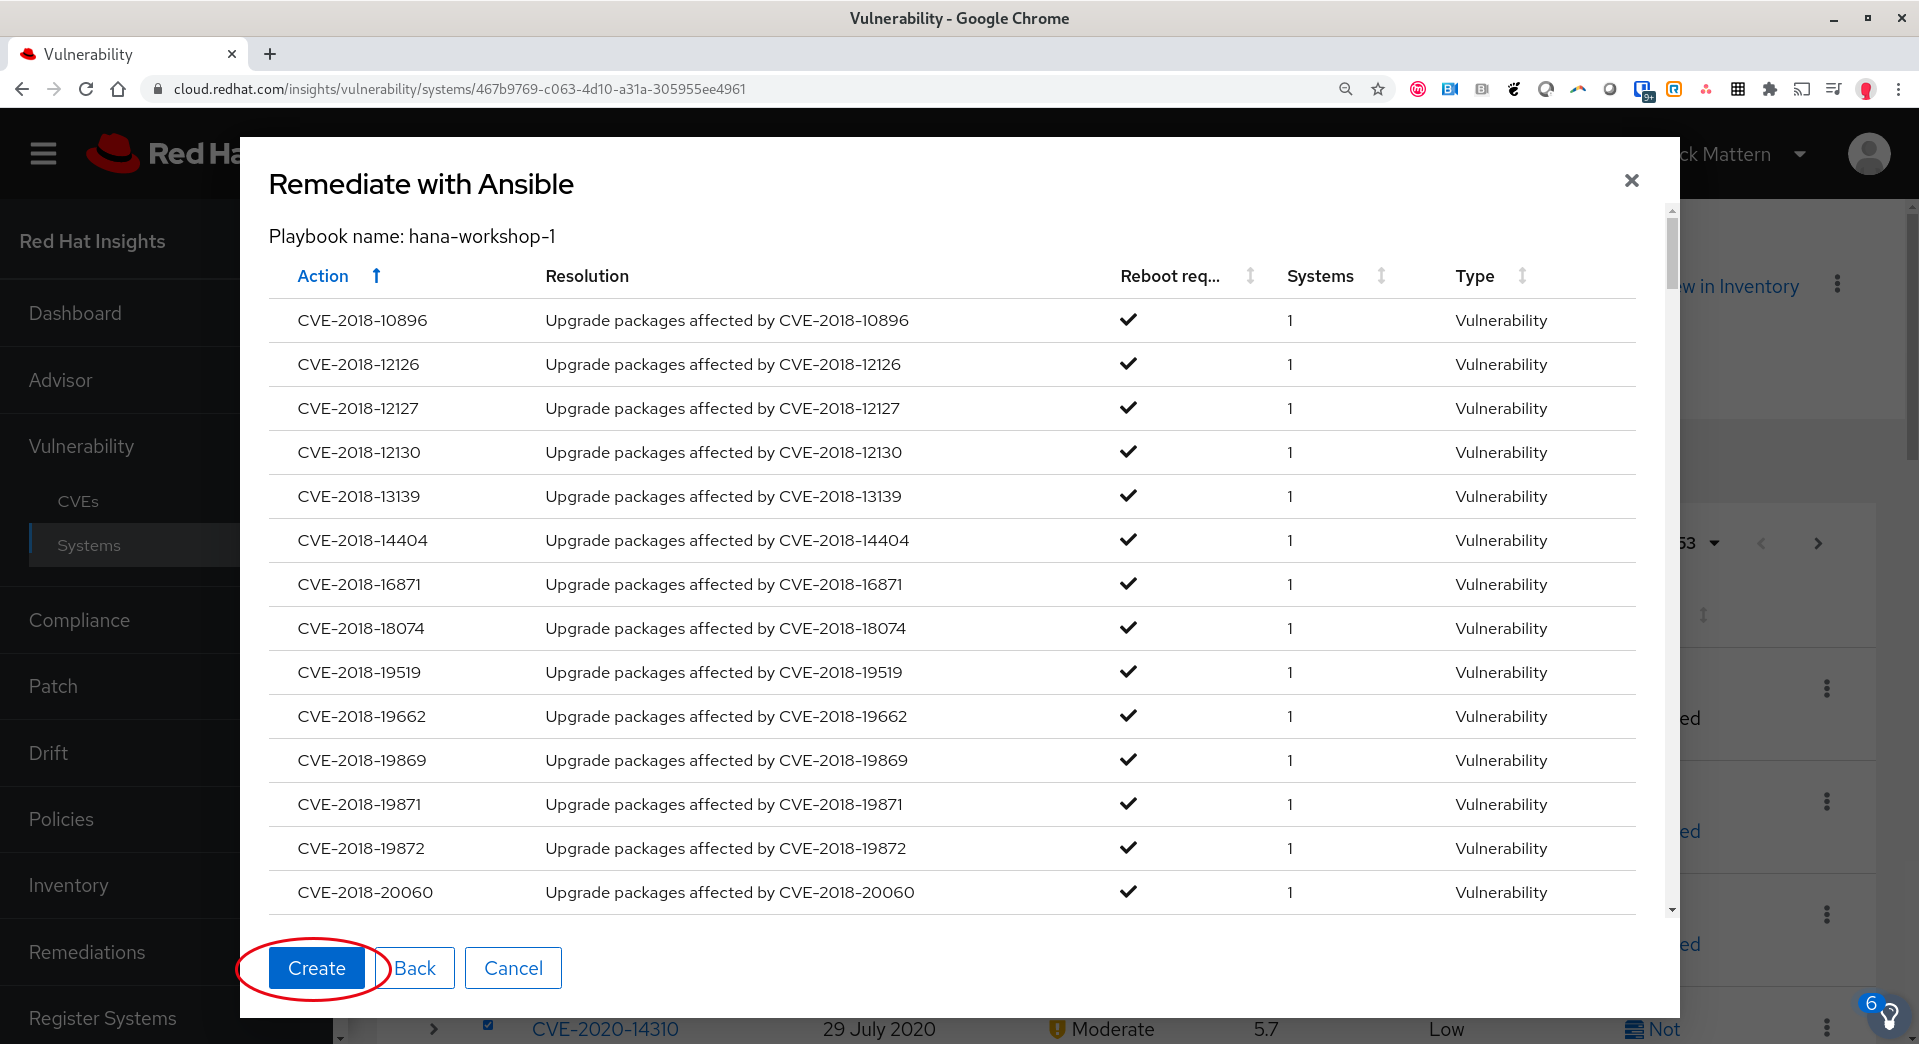 Vulnerability - Google Chrome
Vulnerability
cloud.redhat.com/insights/vulnerability/systems/467b9769-c063-4d10-a31a-305955ee4961
9+
Red Ha
ck Mattern
Remediate with Ansible
Playbook name: hana-workshop-1
Action Resolution Reboot req... Systems Type
CVE-2018-10896 Upgrade packages affected by CVE-2018-10896 1 Vulnerability
CVE-2018-12126 Upgrade packages affected by CVE-2018-12126 1 Vulnerability
CVE-2018-12127 Upgrade packages affected by CVE-2018-12127 1 Vulnerability
CVE-2018-12130 Upgrade packages affected by CVE-2018-12130 1 Vulnerability
CVE-2018-13139 Upgrade packages affected by CVE-2018-13139 1 Vulnerability
CVE-2018-14404 Upgrade packages affected by CVE-2018-14404 1 Vulnerability
CVE-2018-16871 Upgrade packages affected by CVE-2018-16871 1 Vulnerability
CVE-2018-18074 Upgrade packages affected by CVE-2018-18074 1 Vulnerability
CVE-2018-19519 Upgrade packages affected by CVE-2018-19519 1 Vulnerability
CVE-2018-19662 Upgrade packages affected by CVE-2018-19662 1 Vulnerability
CVE-2018-19869 Upgrade packages affected by CVE-2018-19869 1 Vulnerability
CVE-2018-19871 Upgrade packages affected by CVE-2018-19871 1 Vulnerability
CVE-2018-19872 Upgrade packages affected by CVE-2018-19872 1 Vulnerability
CVE-2018-20060 Upgrade packages affected by CVE-2018-20060 1 Vulnerability
Create Back Cancel
Red Hat Insights
Dashboard
Advisor
Vulnerability
CVEs
Systems
Compliance
Patch
Drift
Policies
Inventory
Remediations
Register Systems
ew in Inventory
53
ed
ed
ed
CVE-2020-14310 29 July 2020 Moderate 5.7 Low Not
6